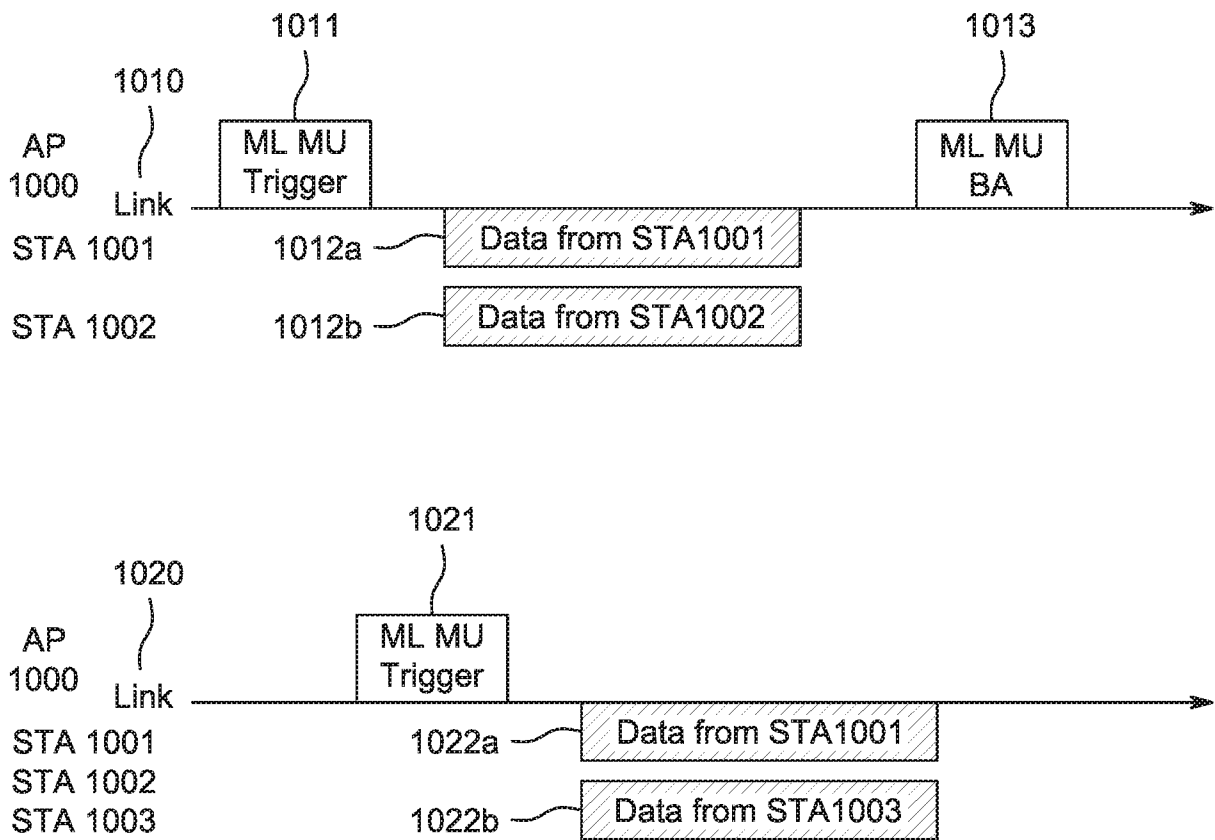 1011
1013
1010
AP
1000
Link
ML MU
Trigger
ML MU
BA
STA 1001
1012a
Data from STA1001
STA 1002
1012b
Data from STA1002
1021
1020
AP
1000
Link
ML MU
Trigger
STA 1001
1022a
Data from STA1001
STA 1002
STA 1003
1022b
Data from STA1003